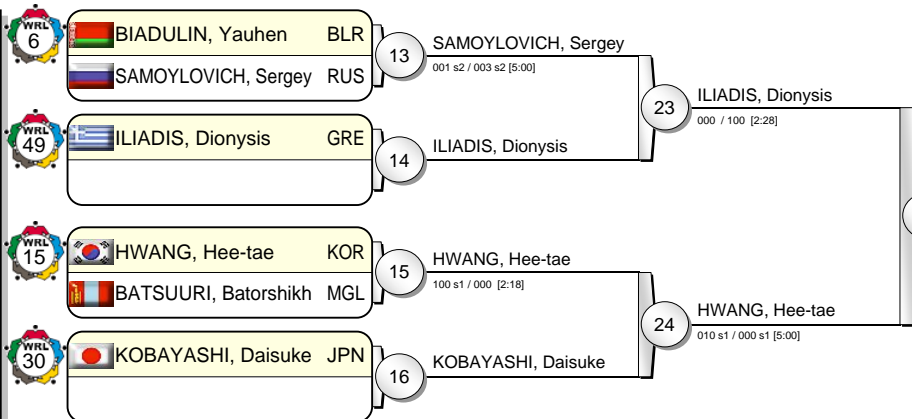 WRL
6
BIADULIN, Yauhen BLR
SAMOYLOVICH, Sergey RUS
13
SAMOYLOVICH, Sergey
001 s2 / 003 s2 [5:00]
WRL
49
ILIADIS, Dionysis GRE
14
ILIADIS, Dionysis
23
ILIADIS, Dionysis
000 / 100 [2:28]
WRL
15
HWANG, Hee-tae KOR
BATSUURI, Batorshikh MGL
15
HWANG, Hee-tae
100 s1 / 000 [2:18]
WRL
30
KOBAYASHI, Daisuke JPN
16
KOBAYASHI, Daisuke
24
HWANG, Hee-tae
010 s1 / 000 s1 [5:00]